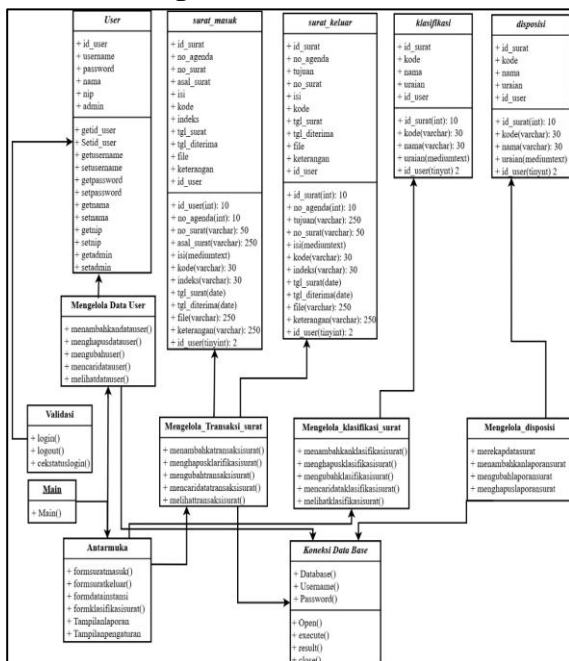 User
+ id_user
+ username
+ password
+ nama
+ nip
+ admin
+ getid_user
+ Setid_user
+ getusername
+ setusername
+ getpassword
+ setpassword
+ getnama
+ setnama
+ getnip
+ setnip
+ getadmin
+ setadmin
surat_masuk
+ id_surat
+ no_agenda
+ no_surat
+ asal_surat
+ isi
+ kode
+ indeks
+ tgl_surat
+ tgl_diterima
+ file
+ keterangan
+ id_user
+ id_user(int): 10
+ no_agenda(int): 10
+ no_surat(varchar): 50
+ asal_surat(varchar): 250
+ isi(mediumtext)
+ kode(varchar): 30
+ indeks(varchar): 30
+ tgl_surat(date)
+ tgl_diterima(date)
+ file(varchar): 250
+ keterangan(varchar): 250
+ id_user(tinyint): 2
surat_keluar
+ id_surat
+ no_agenda
+ tujuan
+ no_surat
+ isi
+ kode
+ tgl_surat
+ tgl_diterima
+ file
+ keterangan
+ id_user
+ id_surat(int): 10
+ no_agenda(int): 10
+ tujuan(varchar): 250
+ no_surat(varchar): 50
+ isi(mediumtext)
+ kode(varchar): 30
+ indeks(varchar): 30
+ tgl_surat(date)
+ tgl_diterima(date)
+ file(varchar): 250
+ keterangan(varchar): 250
+ id_user(tinyint): 2
klasifikasi
+ id_surat
+ kode
+ nama
+ uraian
+ id_user
+ id_surat(int): 10
+ kode(varchar): 30
+ nama(varchar): 30
+ uraian(mediumtext)
+ id_user(tinyut) 2
disposisi
+ id_surat
+ kode
+ nama
+ uraian
+ id_user
+ id_surat(int): 10
+ kode(varchar): 30
+ nama(varchar): 30
+ uraian(mediumtext)
+ id_user(tinyut) 2
Mengelola Data User
+ menambahkandatauser()
+ menghapusdatauser()
+ mengubahuser()
+ mencaridatauser()
+ melihatdatauser()
Validasi
+ login()
+ logout()
+ cekstatuslogin()
Main
+ Main()
Mengelola_Transaksi_surat
+ menambahkatransaksisurat()
+ menghapusklarifikasisurat()
+ mengubahtransaksisurat()
+ mencaridatatransaksisurat()
+ melihattransaksisurat()
Mengelola_klasifikasi_surat
+ menambahkanklasifikasisurat()
+ menghapusklasifikasisurat()
+ mengubahklasifikasisurat()
+ mencaridataklasifikasisurat()
+ melihatklasifikasisurat()
Mengelola_disposisi
+ merekapdatasurat
+ menambahkanlaporansurat
+ mengubahlaporansurat
+ menghapuslaporansurat
Antarmuka
+ formsuratmasuk()
+ formsuratkeluar()
+ formdatainstansi
+ formklasifikasisurat()
+ Tampilanlaporan
+ Tampilanpengaturan
Koneksi Data Base
+ Database()
+ Username()
+ Password()
+ Open()
+ execute()
+ result()
+ close()